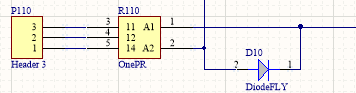 P110
R110
3
3
11
A1
1
2
4
12
1
5
14
A2
2
Header 3
OnePR
D10
2
1
DiodeFLY